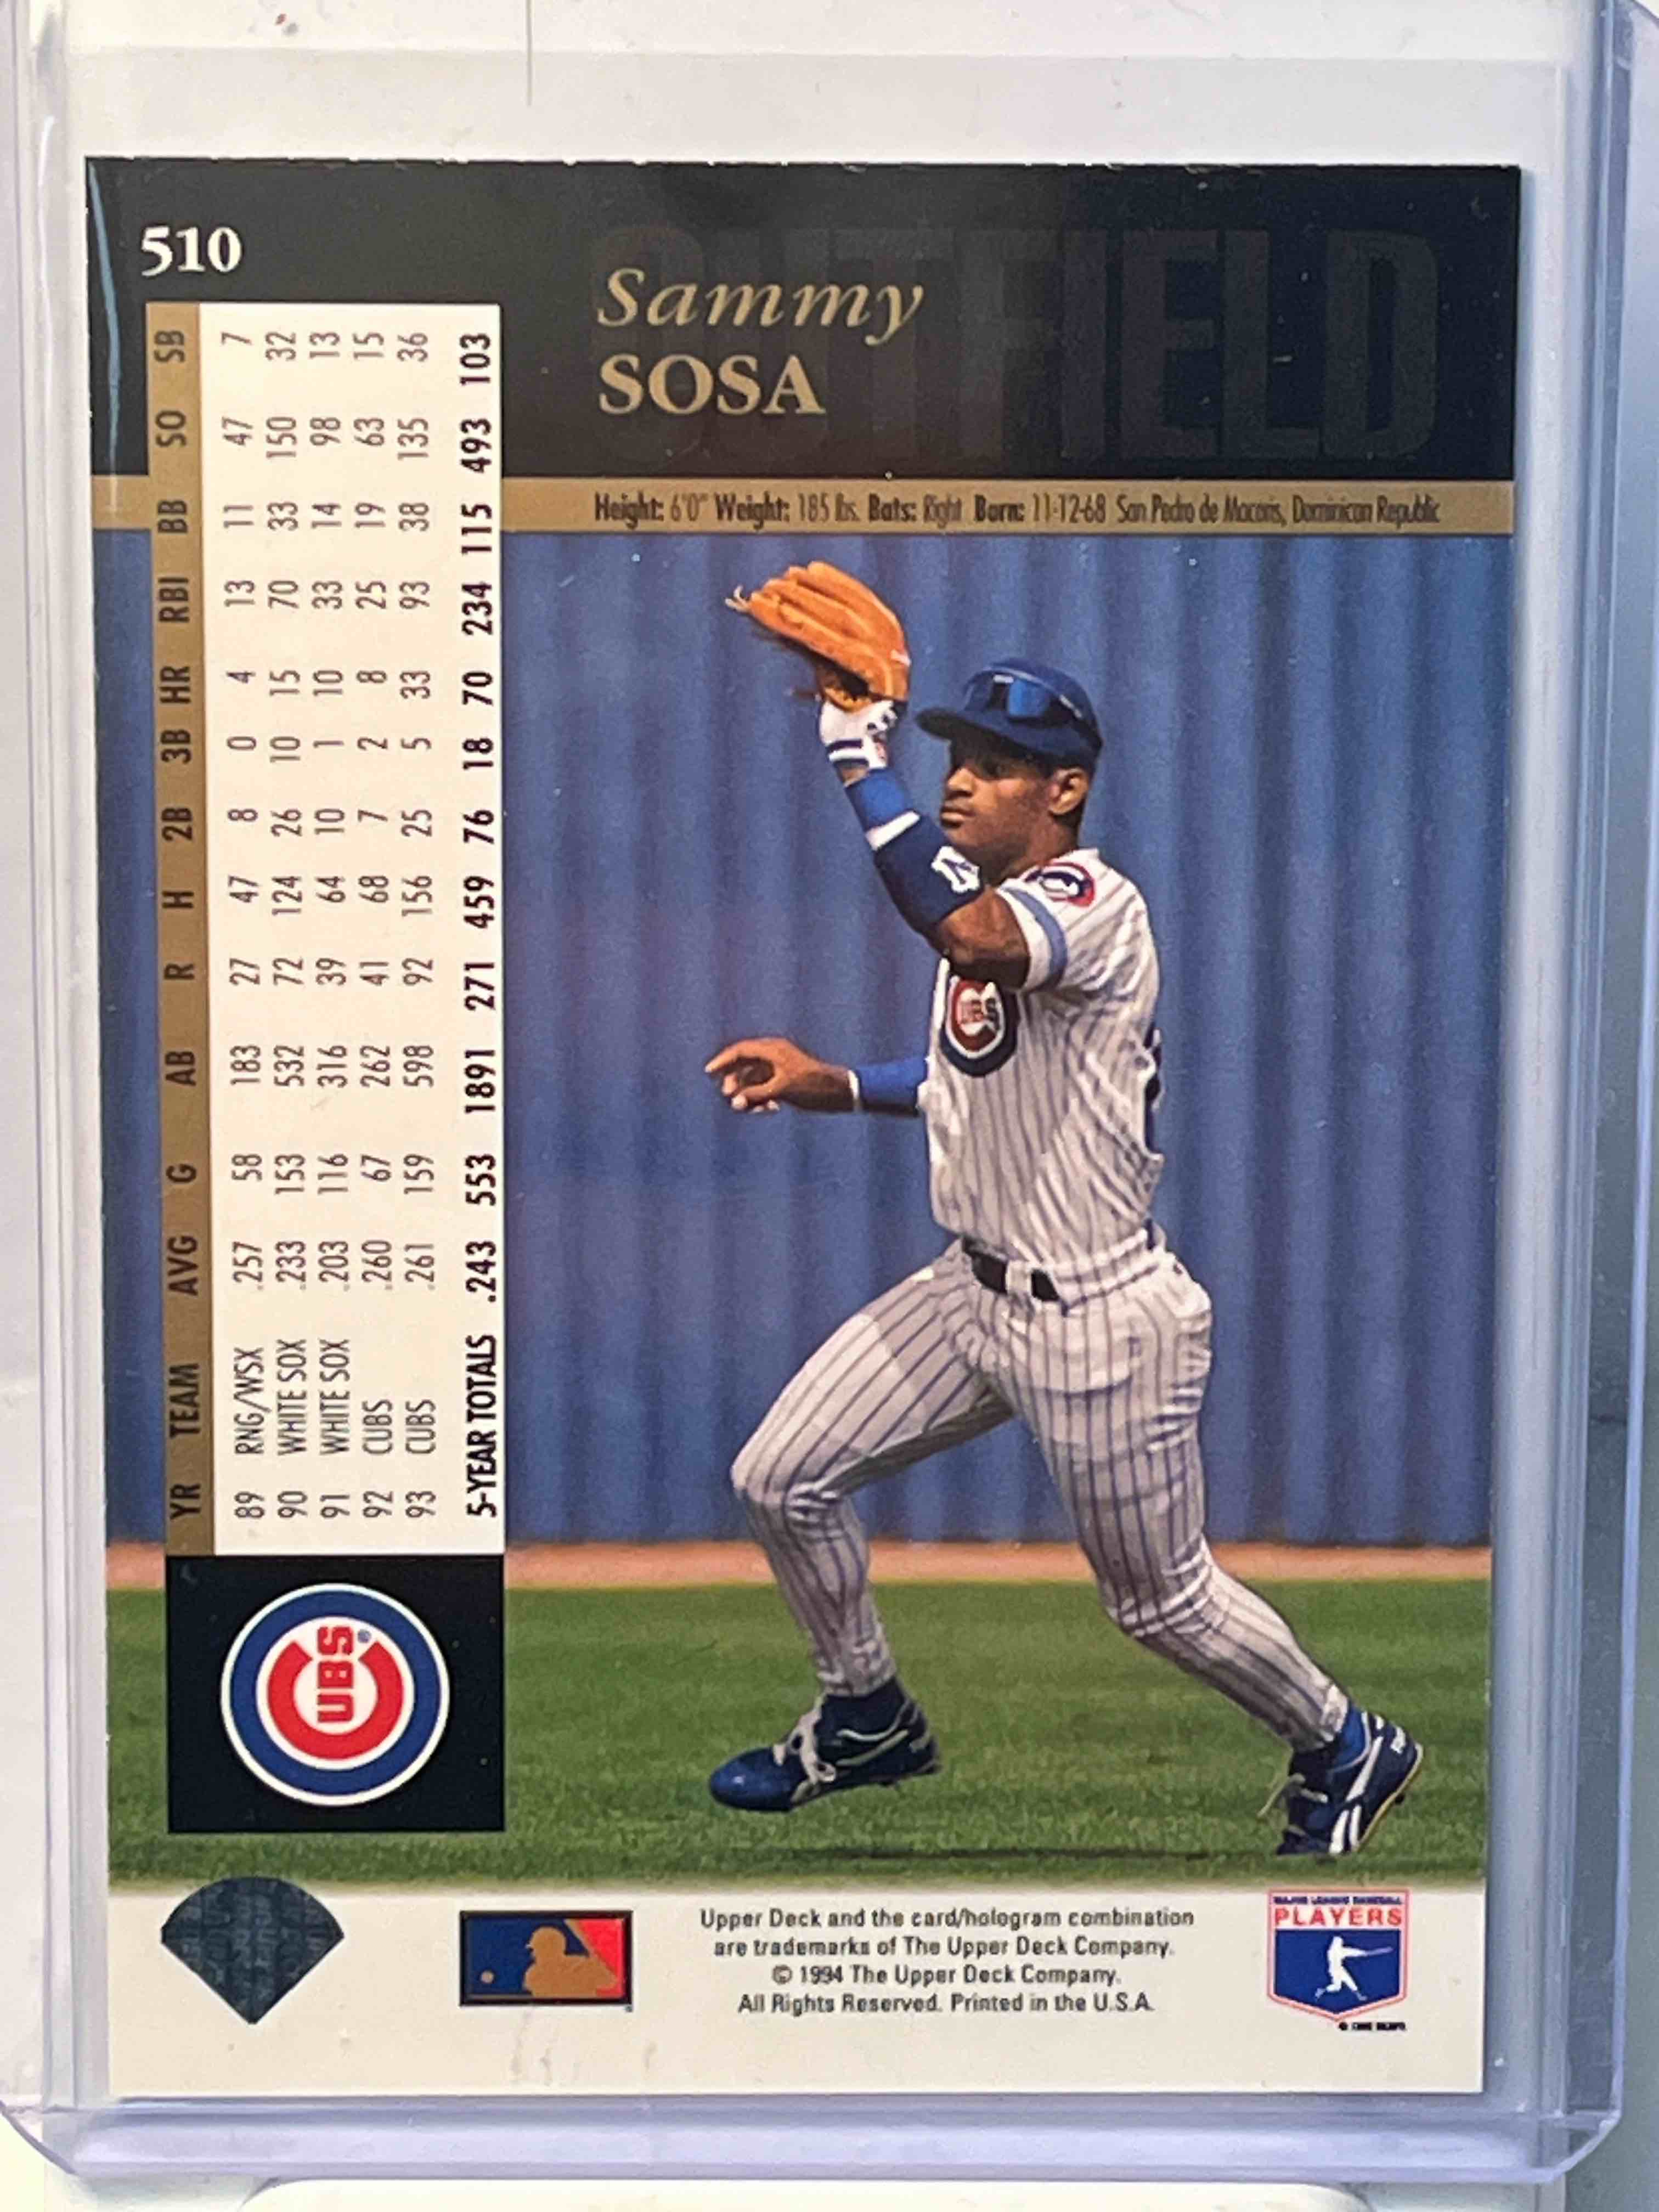 510
OUTFIELD
Sammy
SOSA
Height: 6'0" Weight: 185 lbs. Bats: Right Born: 11-12-68 San Pedro de Macoris, Dominican Republic
YR TEAM AVG G AB R H 2B 3B HR RBI BB SO SB
89 RNG/WSX .257 58 183 27 47 8 0 4 13 11 47 7
90 WHITE SOX .233 153 532 72 124 26 10 15 70 33 150 32
91 WHITE SOX .203 116 316 39 64 10 1 10 33 14 98 13
92 CUBS .260 67 262 41 68 7 2 8 25 19 63 15
93 CUBS .261 159 598 92 156 25 5 33 93 38 135 36
5-YEAR TOTALS .243 553 1891 271 459 76 18 70 234 115 493 103
CUBS
CUBS®
Upper Deck and the card/hologram combination
are trademarks of The Upper Deck Company.
© 1994 The Upper Deck Company.
All Rights Reserved. Printed in the U.S.A.
MAJOR LEAGUE BASEBALL
PLAYERS